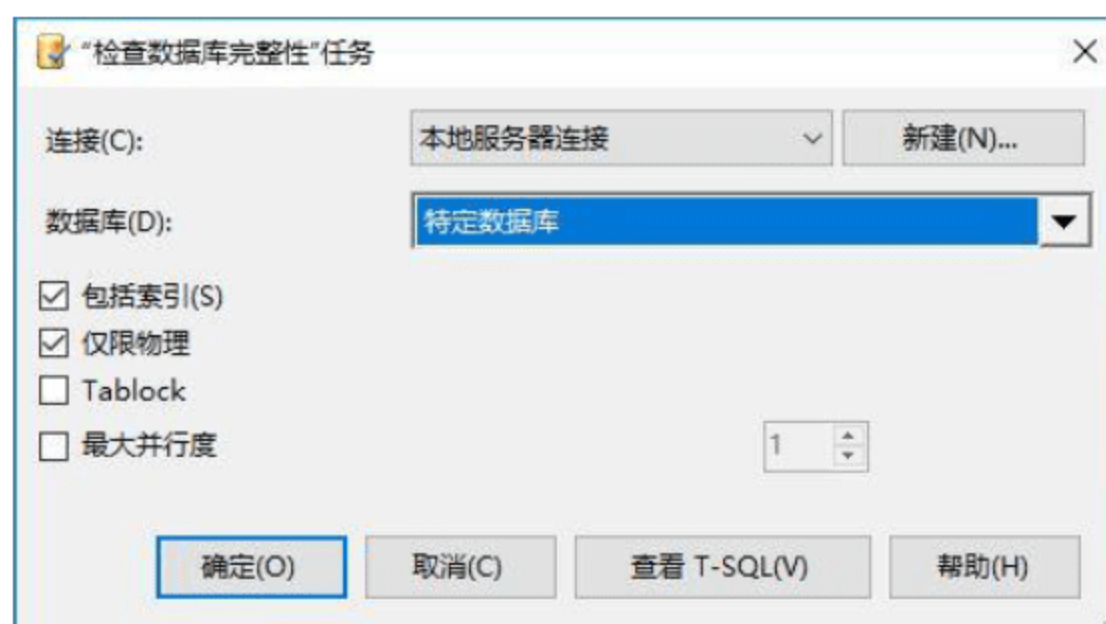 “检查数据库完整性”任务
连接(C): 本地服务器连接 新建(N)...
数据库(D): 特定数据库
包括索引(S)
仅限物理
Tablock
最大并行度 1
确定(O) 取消(C) 查看 T-SQL(V) 帮助(H)